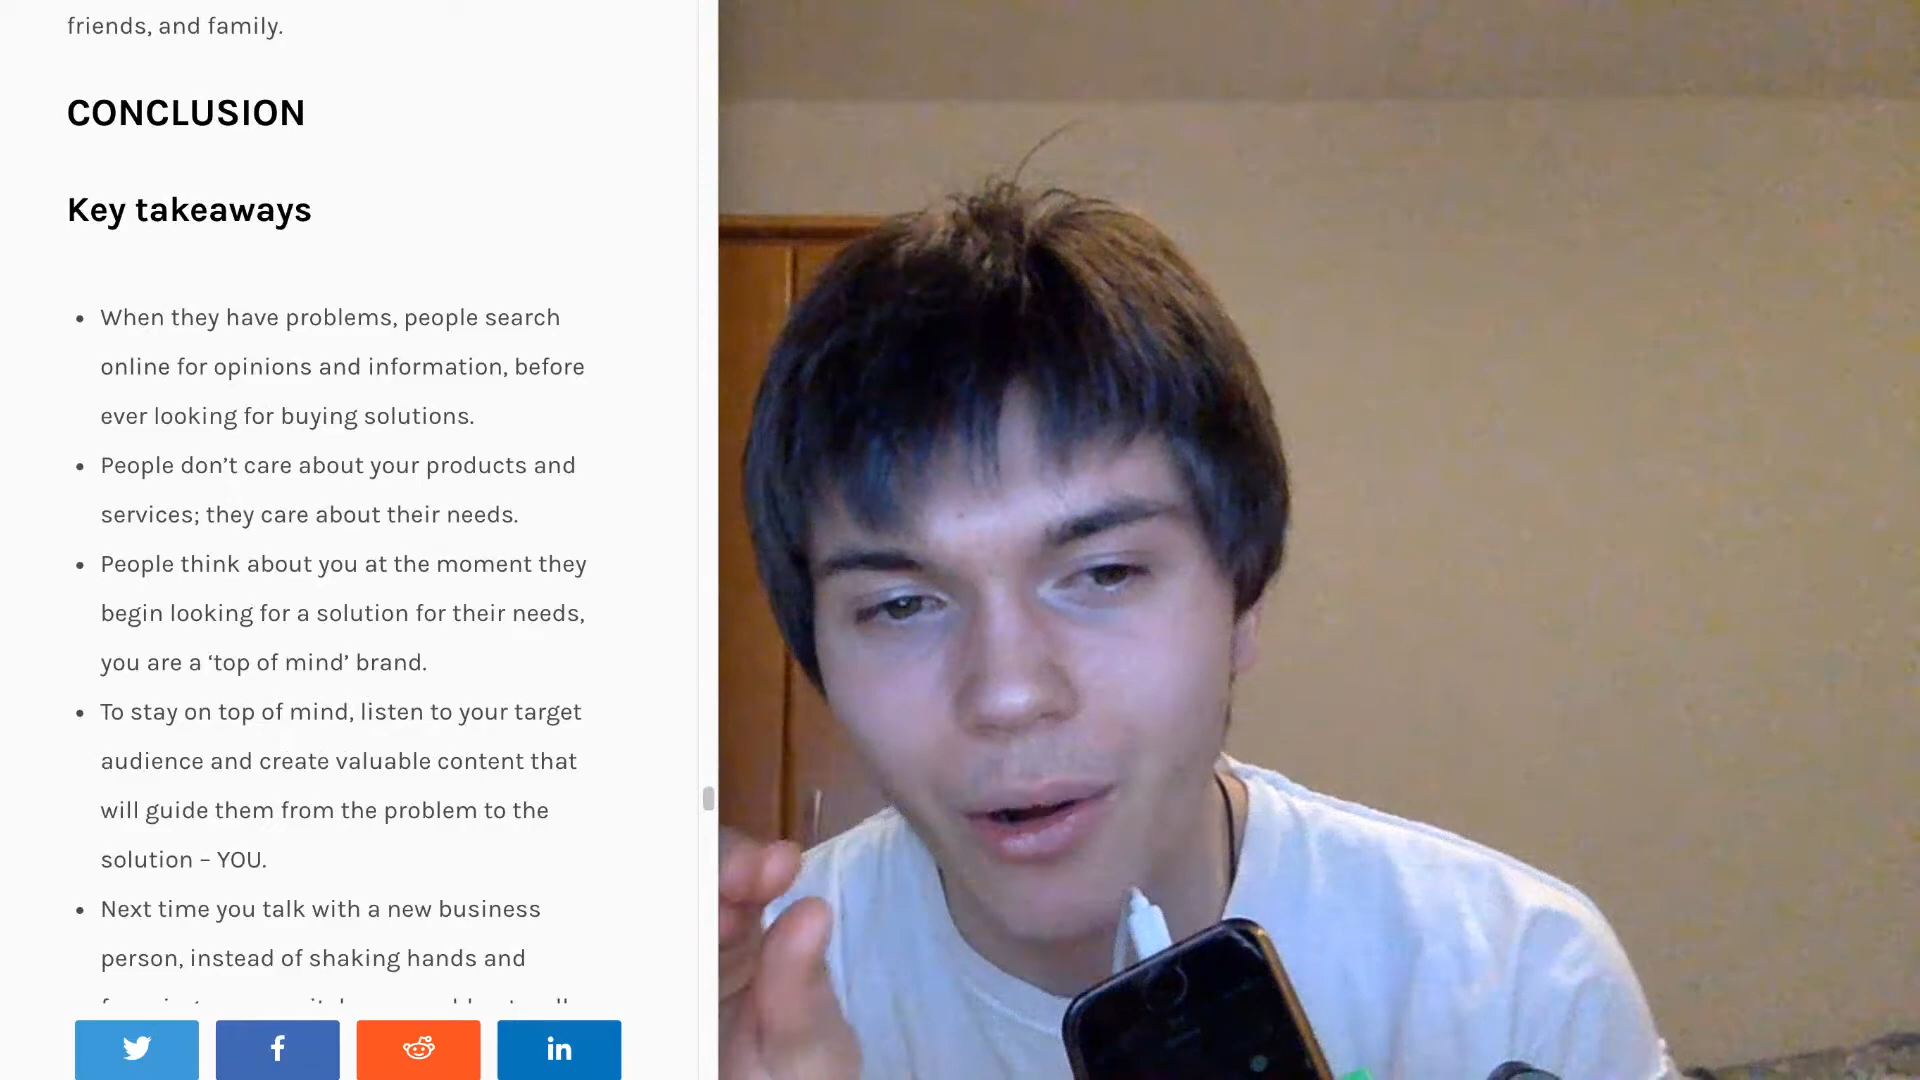 friends, and family.
CONCLUSION
Key takeaways
• When they have problems, people search
online for opinions and information, before
ever looking for buying solutions.
• People don’t care about your products and
services; they care about their needs.
• People think about you at the moment they
begin looking for a solution for their needs,
you are a ‘top of mind’ brand.
• To stay on top of mind, listen to your target
audience and create valuable content that
will guide them from the problem to the
solution – YOU.
• Next time you talk with a new business
person, instead of shaking hands and